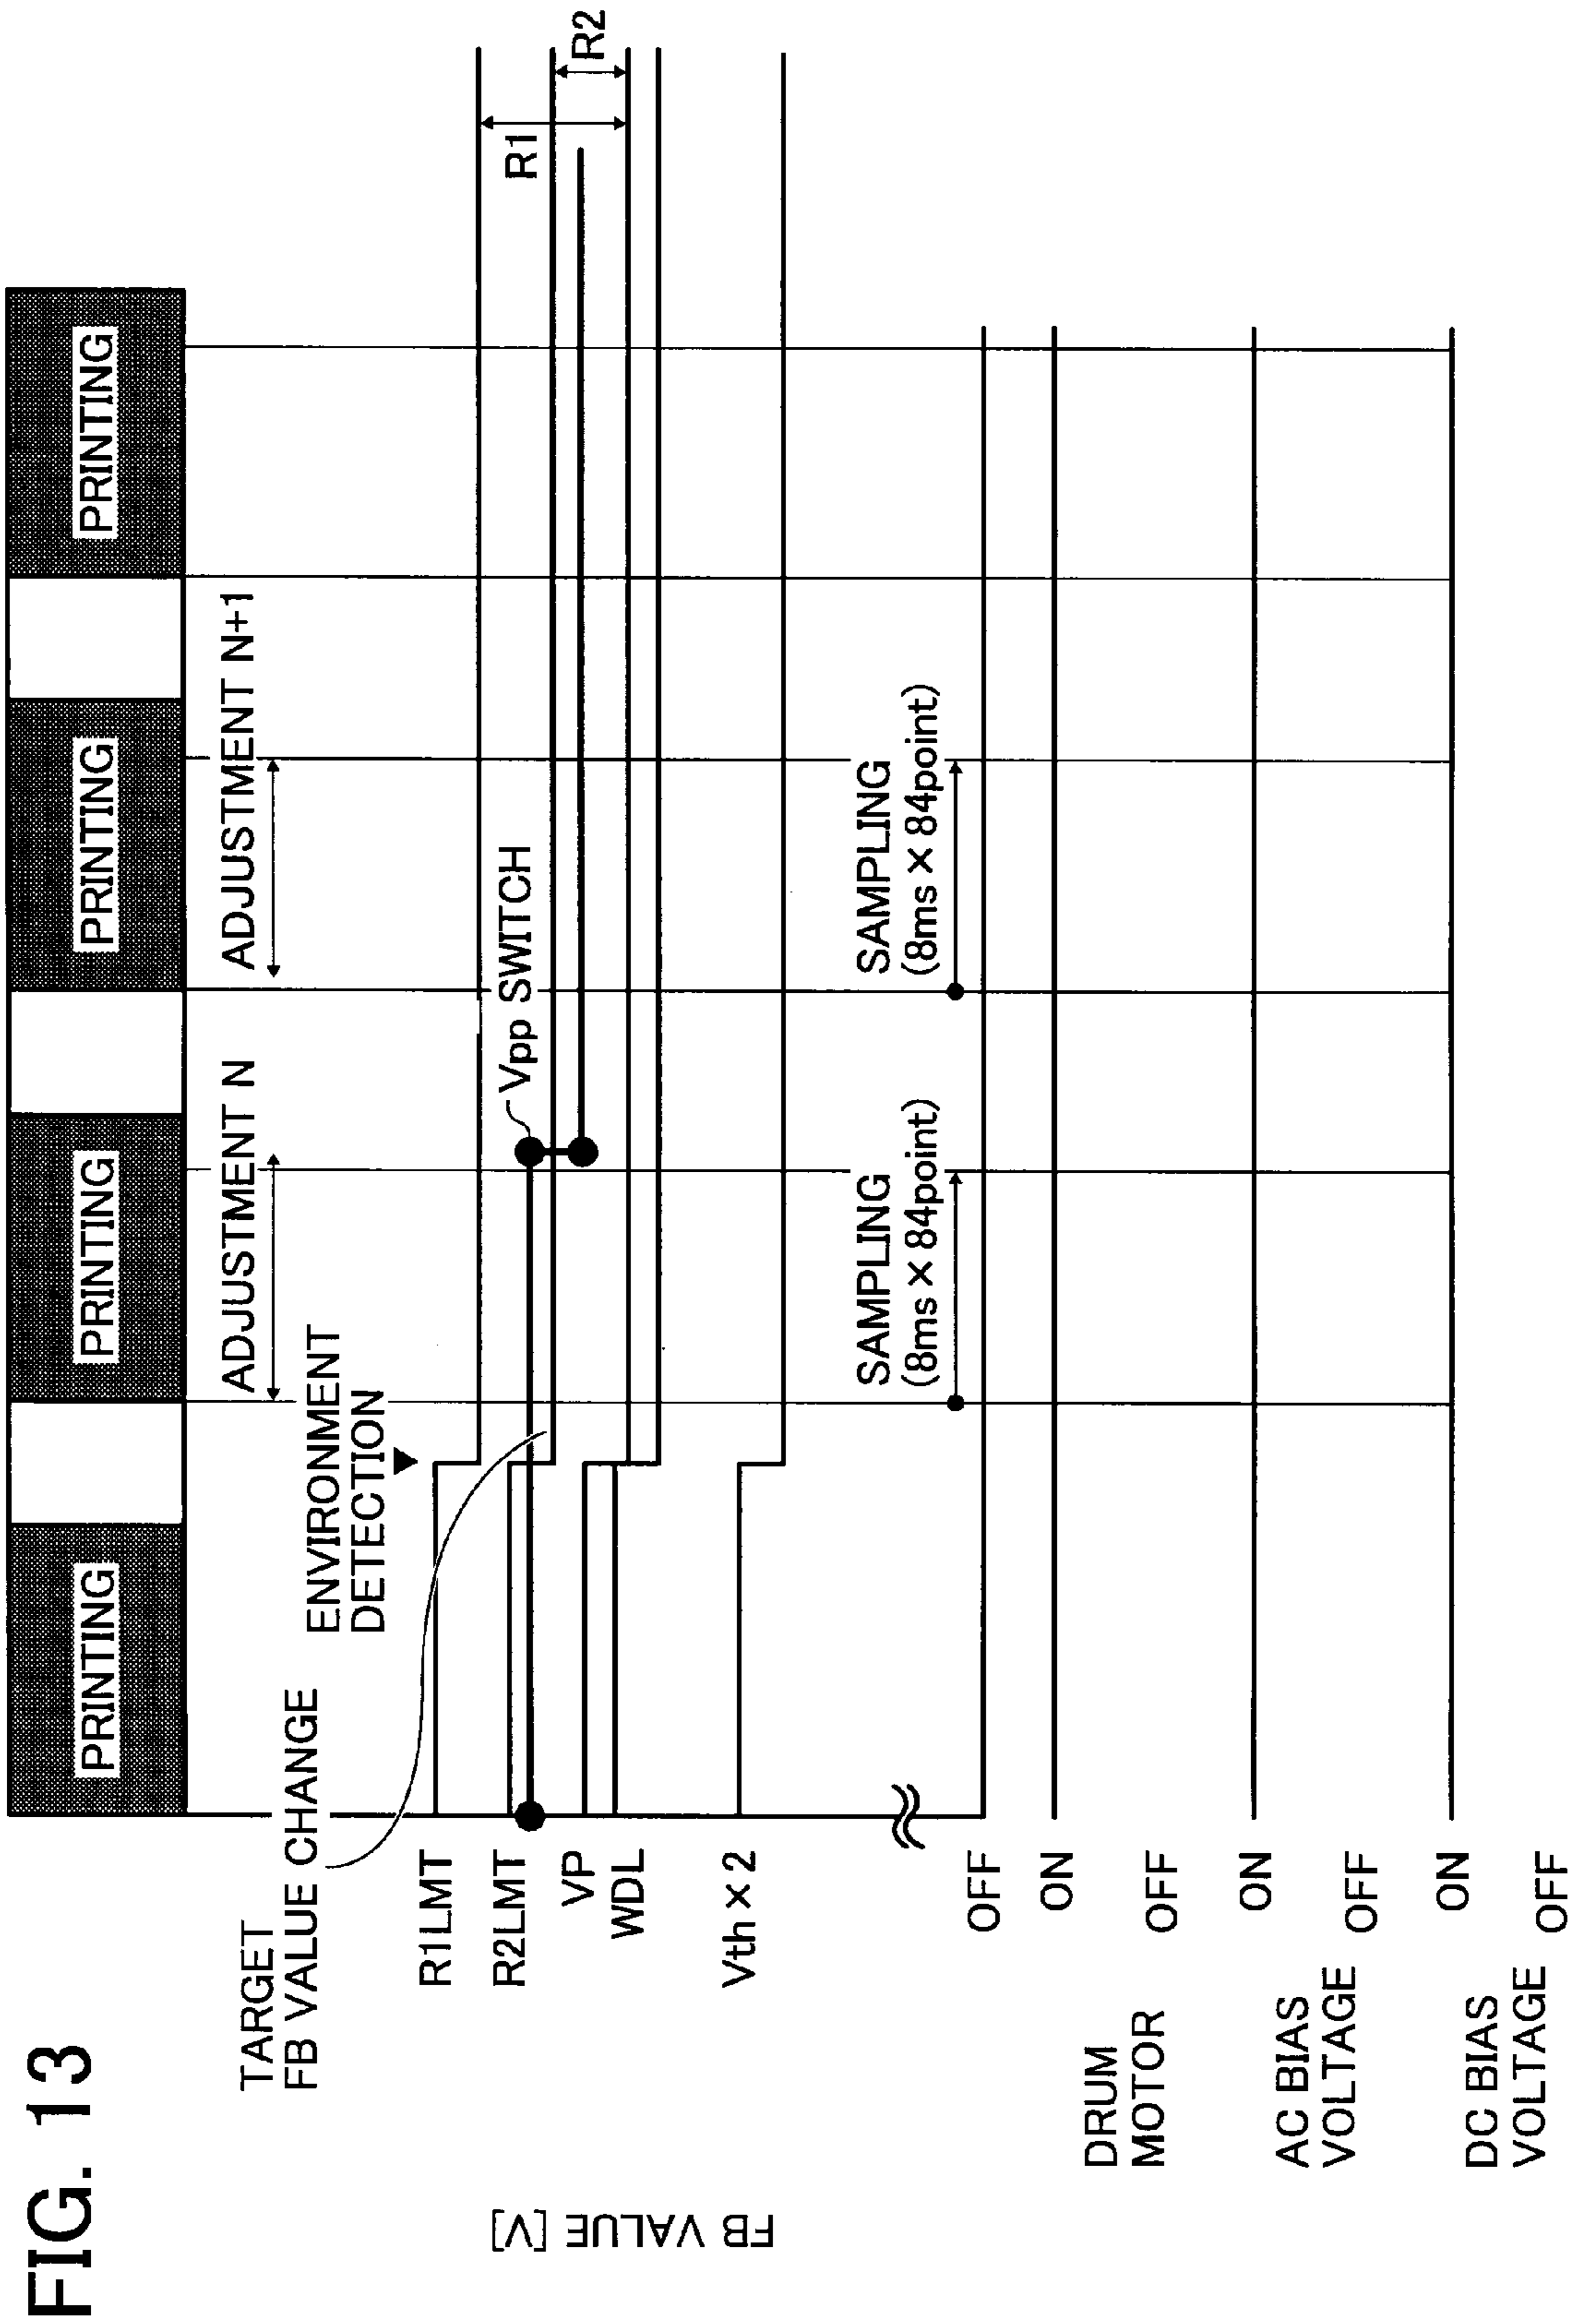 FIG. 13
PRINTING
PRINTING
PRINTING
PRINTING
TARGET
FB VALUE CHANGE
ENVIRONMENT
DETECTION
ADJUSTMENT N
ADJUSTMENT N+1
Vpp SWITCH
R1
R2
FB VALUE [V]
R1LMT
R2LMT
VP
WDL
Vth×2
OFF
SAMPLING
(8ms×84point)
SAMPLING
(8ms×84point)
DRUM
MOTOR
ON
OFF
AC BIAS
VOLTAGE
ON
OFF
DC BIAS
VOLTAGE
ON
OFF